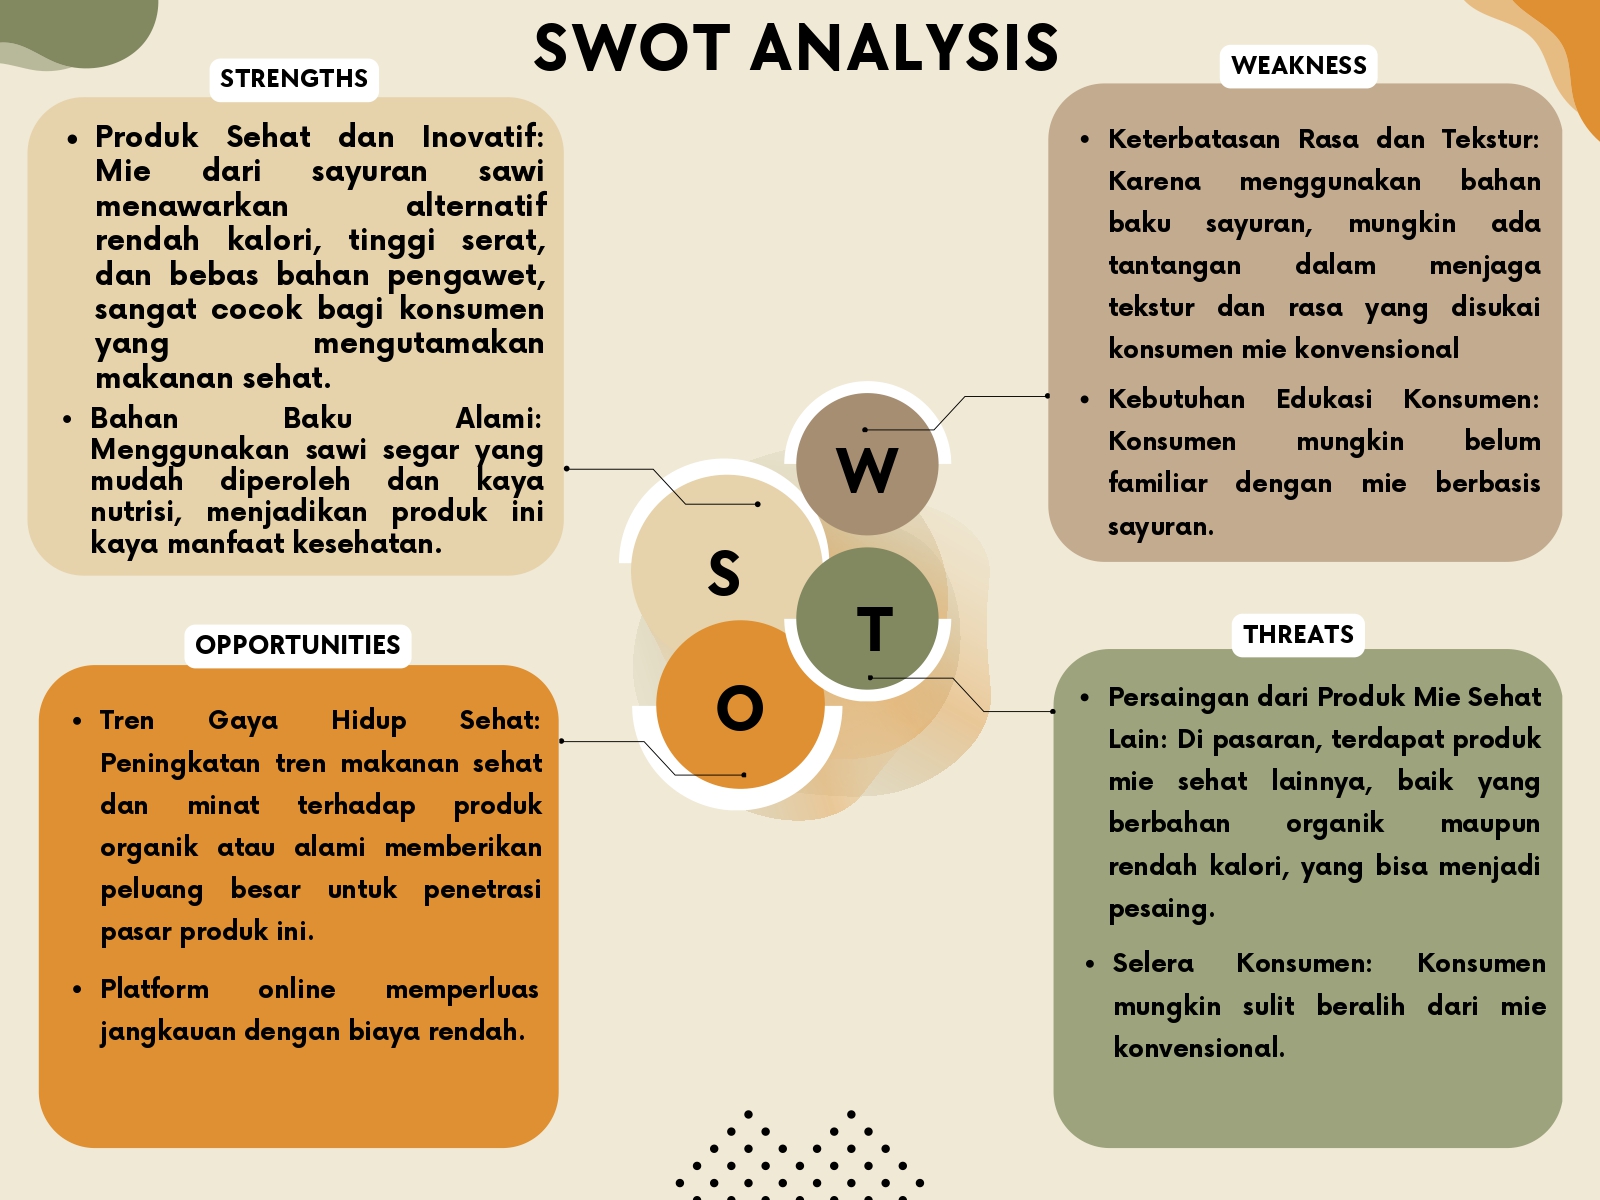 SWOT ANALYSIS
STRENGTHS
• Produk Sehat dan Inovatif:
Mie dari sayuran sawi
menawarkan alternatif
rendah kalori, tinggi serat,
dan bebas bahan pengawet,
sangat cocok bagi konsumen
yang mengutamakan
makanan sehat.
• Bahan Baku Alami:
Menggunakan sawi segar yang
mudah diperoleh dan kaya
nutrisi, menjadikan produk ini
kaya manfaat kesehatan.
WEAKNESS
• Keterbatasan Rasa dan Tekstur:
Karena menggunakan bahan
baku sayuran, mungkin ada
tantangan dalam menjaga
tekstur dan rasa yang disukai
konsumen mie konvensional
• Kebutuhan Edukasi Konsumen:
Konsumen mungkin belum
familiar dengan mie berbasis
sayuran.
W
S
T
O
OPPORTUNITIES
• Tren Gaya Hidup Sehat:
Peningkatan tren makanan sehat
dan minat terhadap produk
organik atau alami memberikan
peluang besar untuk penetrasi
pasar produk ini.
• Platform online memperluas
jangkauan dengan biaya rendah.
THREATS
• Persaingan dari Produk Mie Sehat
Lain: Di pasaran, terdapat produk
mie sehat lainnya, baik yang
berbahan organik maupun
rendah kalori, yang bisa menjadi
pesaing.
• Selera Konsumen: Konsumen
mungkin sulit beralih dari mie
konvensional.